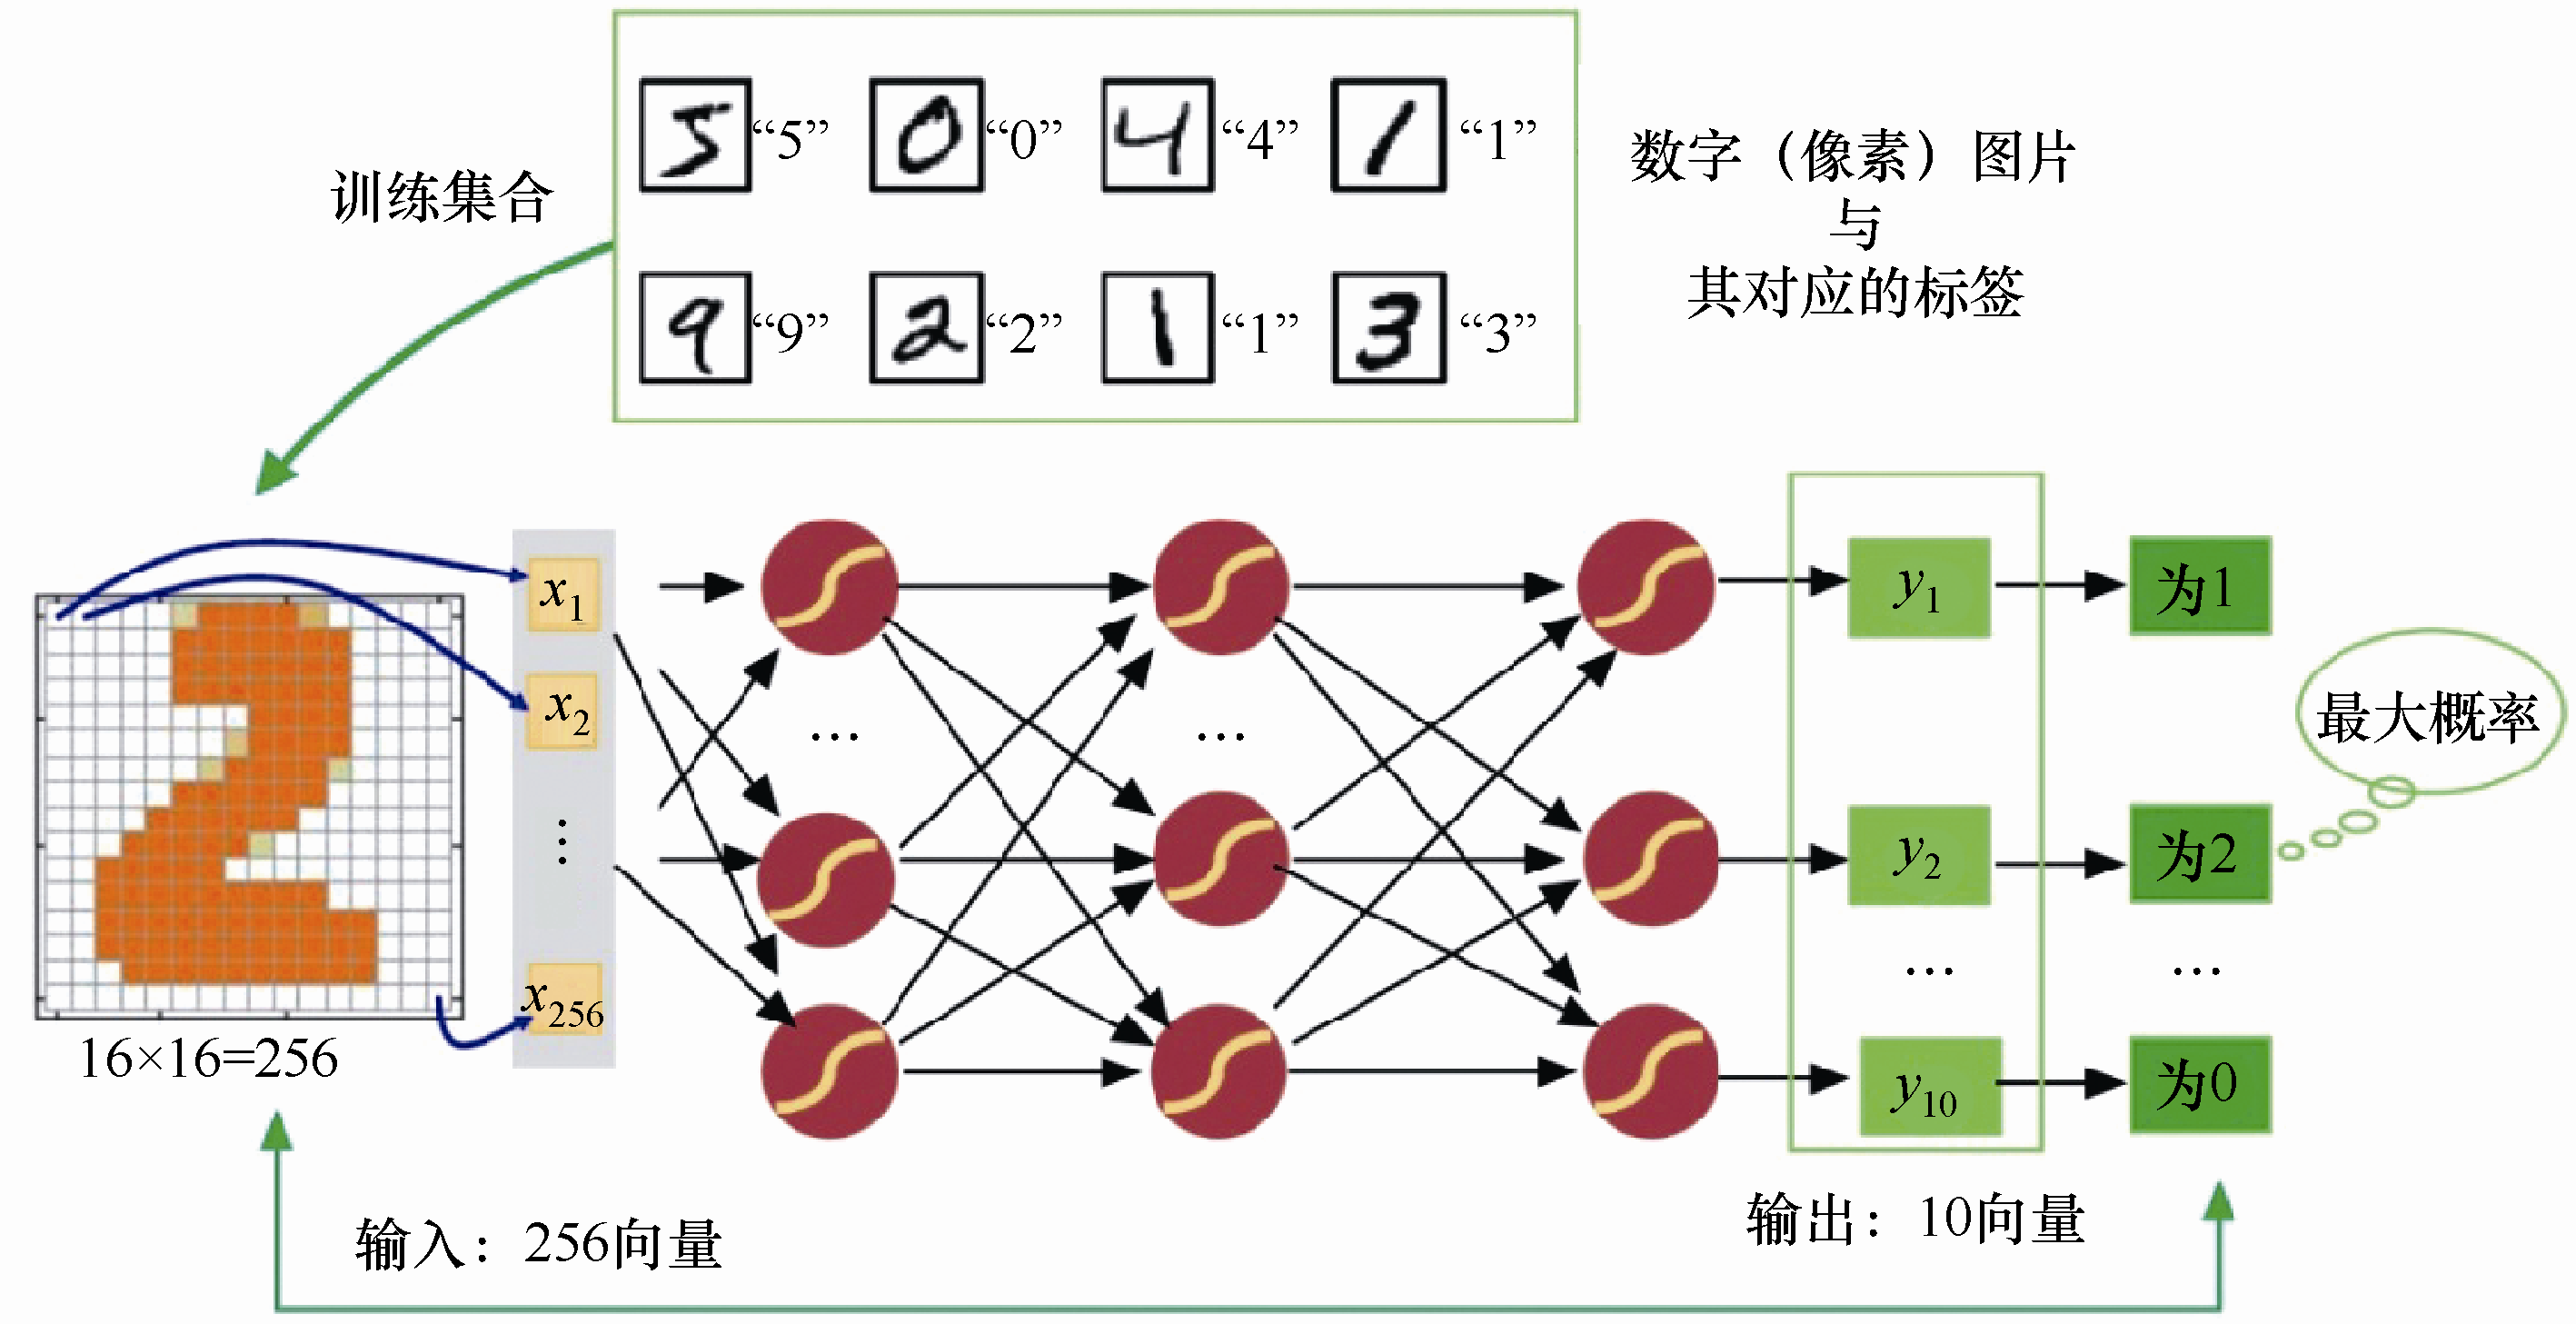 “5” “0” “4” “1”
训练集合
数字（像素）图片
与
其对应的标签
“9” “2” “1” “3”
x1
x2
⋮
x256
16×16=256
…
…
y1
y2
…
y10
为1
为2
…
为0
最大概率
输入：256向量
输出：10向量